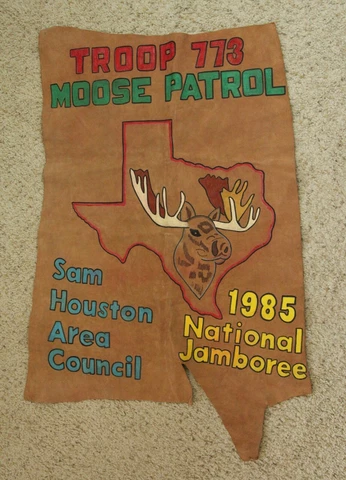 TROOP 773
MOOSE PATROL
Sam
Houston
Area
Council
1985
National
Jamboree